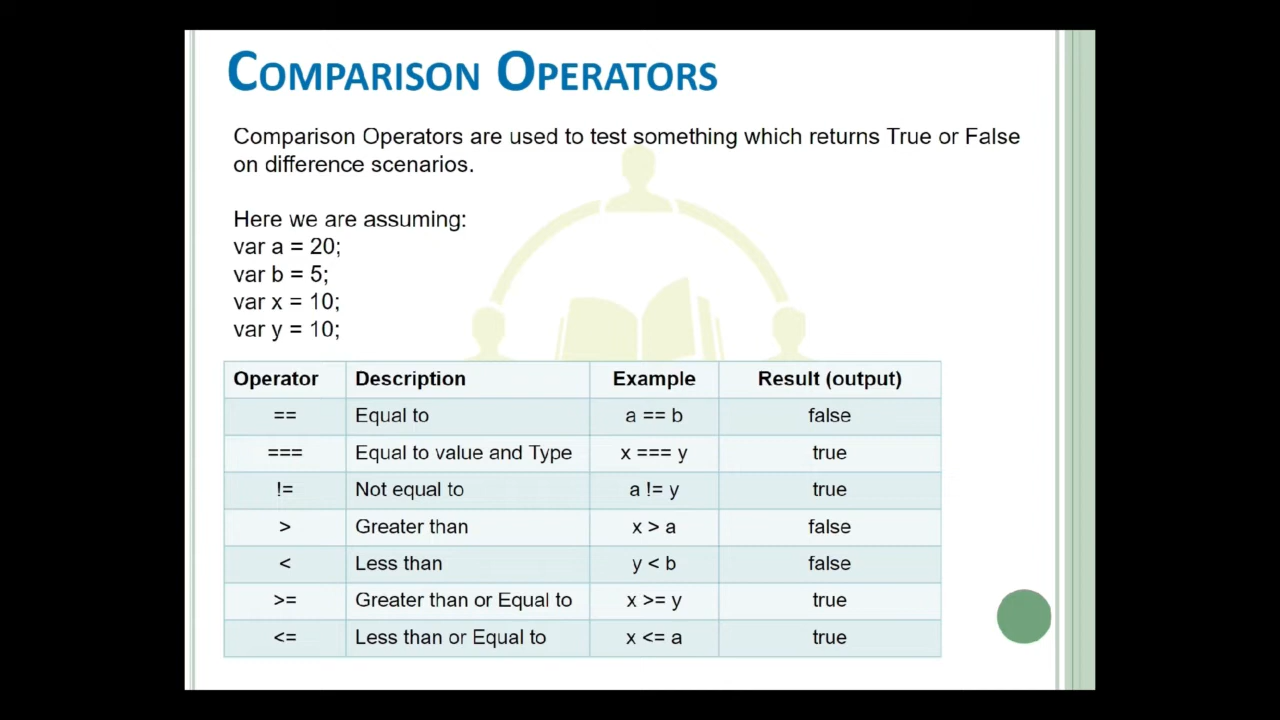 COMPARISON OPERATORS
Comparison Operators are used to test something which returns True or False
on difference scenarios.
Here we are assuming:
var a = 20;
var b = 5;
var x = 10;
var y = 10;
Operator Description Example Result (output)
== Equal to a == b false
=== Equal to value and Type x === y true
!= Not equal to a != y true
> Greater than x > a false
< Less than y < b false
>= Greater than or Equal to x >= y true
<= Less than or Equal to x <= a true